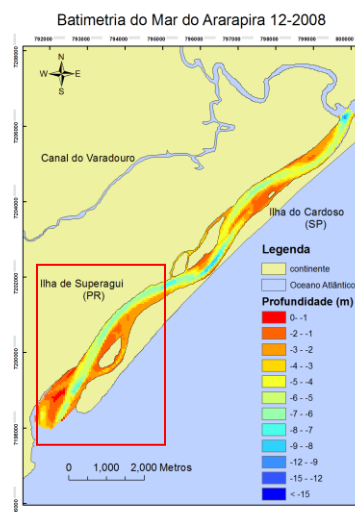 Batimetria do Mar do Ararapira 12-2008
792000 793000 794000 795000 796000 797000 798000 799000 800000
N
W E
S
Canal do Varadouro
Ilha do Cardoso
(SP)
Ilha de Superagui
(PR)
Legenda
continente
Oceano Atlântico
Profundidade (m)
0 - -1
-2 - -1
-3 - -2
-4 - -3
-5 - -4
-6 - -5
-7 - -6
-8 - -7
-9 - -8
-12 - -9
-15 - -12
< -15
0 1,000 2,000 Metros